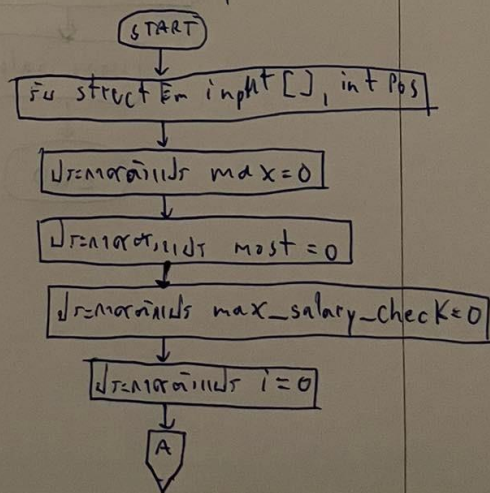 START
รับ struct Em input[], int Pos
ประกาศตัวแปร max=0
ประกาศตัวแปร most=0
ประกาศตัวแปร max_salary_check=0
ประกาศตัวแปร i=0
A